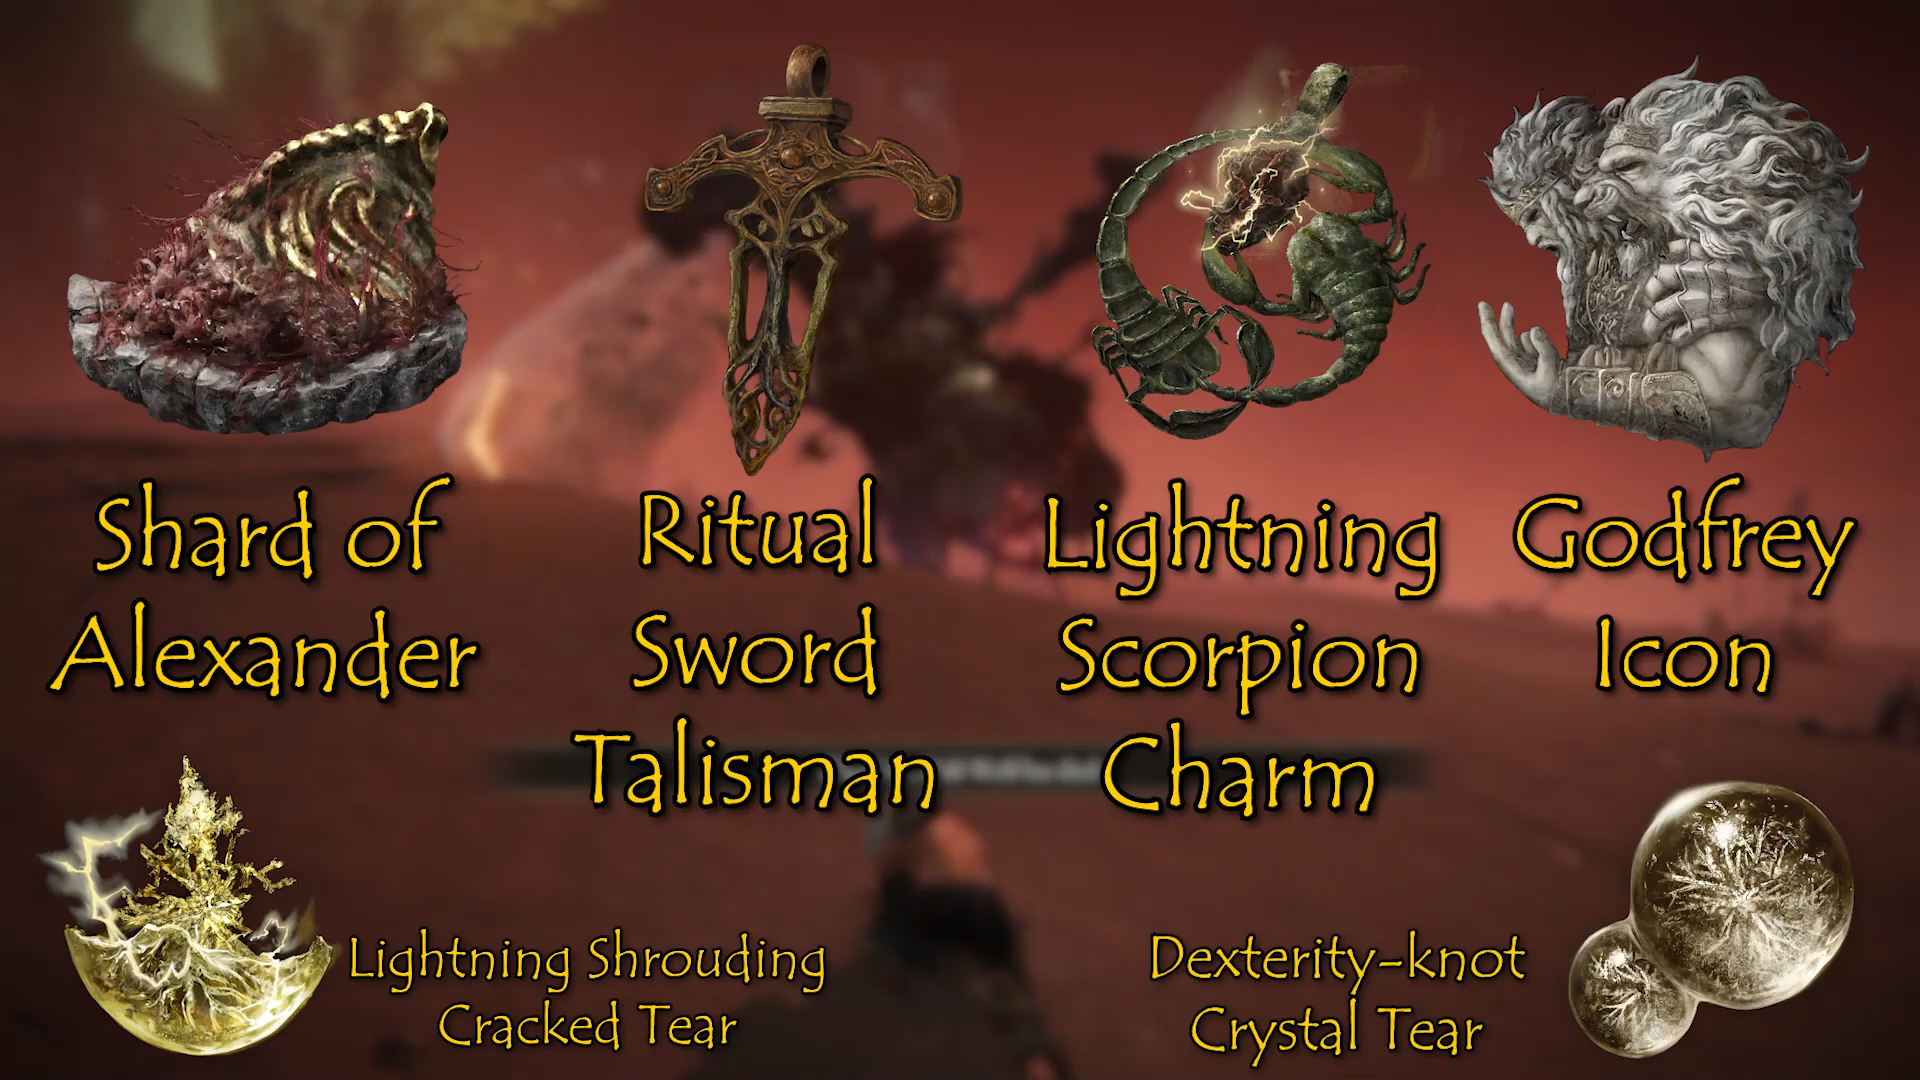 Shard of
Alexander
Ritual
Sword
Talisman
Lightning
Scorpion
Charm
Godfrey
Icon
Lightning Shrouding
Cracked Tear
Dexterity-knot
Crystal Tear